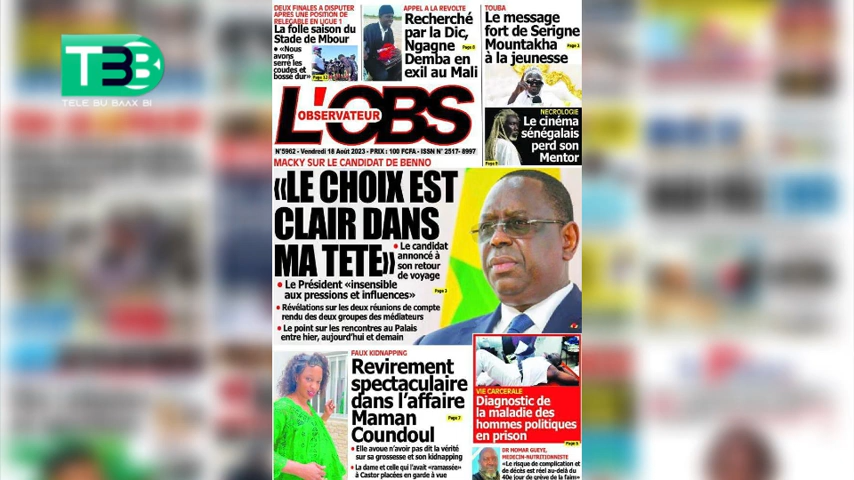 TBB
TELE BU BAAX BI
DEUX FINALES A DISPUTER
APRES UNE POSITION DE
RELEGABLE EN LIGUE 1
La folle saison du
Stade de Mbour
• «Nous
avons
serré les
coudes et
bossé dur»
Page 12
APPEL A LA REVOLTE
Recherché
par la Dic,
Ngagne
Demba en
exil au Mali
TOUBA
Le message
fort de Serigne
Mountakha
à la jeunesse
NECROLOGIE
Le cinéma
sénégalais
perd son
Mentor
L'OBS
OBSERVATEUR
N°5962 - Vendredi 18 Août 2023 - PRIX : 100 FCFA - ISSN N° 2517- 8997
MACKY SUR LE CANDIDAT DE BENNO
«LE CHOIX EST
CLAIR DANS
MA TETE»
• Le candidat
annoncé à
son retour
de voyage
• Le Président «insensible
aux pressions et influences»
• Révélations sur les deux réunions de compte
rendu des deux groupes des médiateurs
• Le point sur les rencontres au Palais
entre hier, aujourd'hui et demain
FAUX KIDNAPPING
Revirement
spectaculaire
dans l'affaire
Maman
Coundoul
Page 7
• Elle avoue n'avoir pas dit la vérité
sur sa grossesse et son kidnapping
• La dame et celle qui l'avait «ramassée»
à Castor placées en garde à vue
VIE CARCERALE
Diagnostic de
la maladie des
hommes politiques
en prison
DR MOMAR GUEYE,
MEDECIN-NUTRITIONNISTE
«Le risque de complication et
de décès est réel au-delà du
40e jour de grève de la faim»